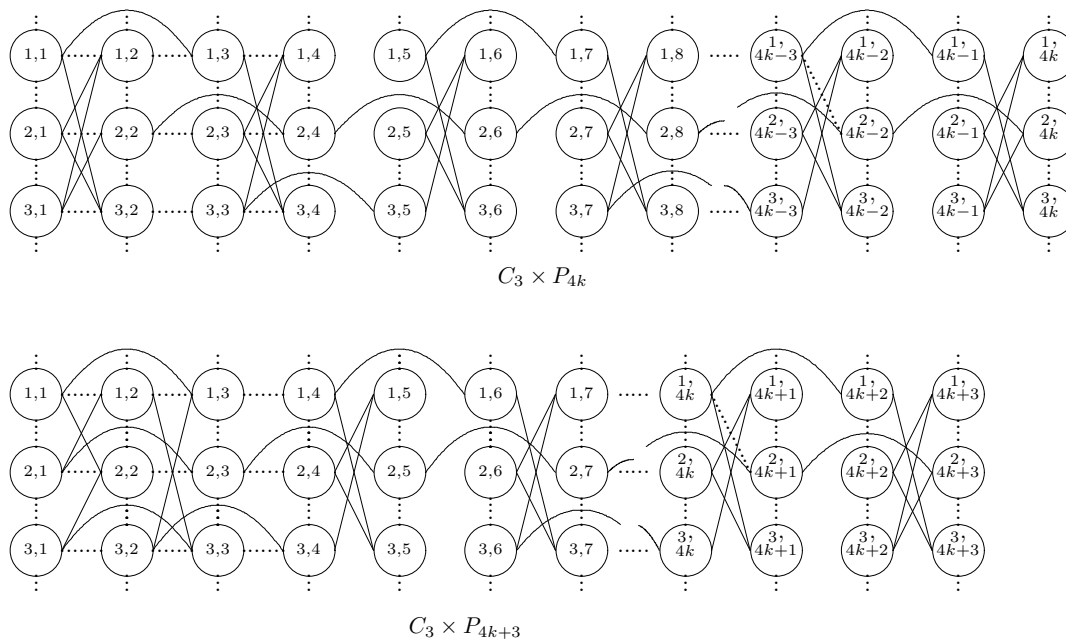 1,1 1,2 1,3 1,4 1,5 1,6 1,7 1,8 1, 4k−3 1, 4k−2 1, 4k−1 1, 4k
2,1 2,2 2,3 2,4 2,5 2,6 2,7 2,8 2, 4k−3 2, 4k−2 2, 4k−1 2, 4k
3,1 3,2 3,3 3,4 3,5 3,6 3,7 3,8 3, 4k−3 3, 4k−2 3, 4k−1 3, 4k
C₃ × P₄ₖ
1,1 1,2 1,3 1,4 1,5 1,6 1,7 1, 4k 1, 4k+1 1, 4k+2 1, 4k+3
2,1 2,2 2,3 2,4 2,5 2,6 2,7 2, 4k 2, 4k+1 2, 4k+2 2, 4k+3
3,1 3,2 3,3 3,4 3,5 3,6 3,7 3, 4k 3, 4k+1 3, 4k+2 3, 4k+3
C₃ × P₄ₖ₊₃